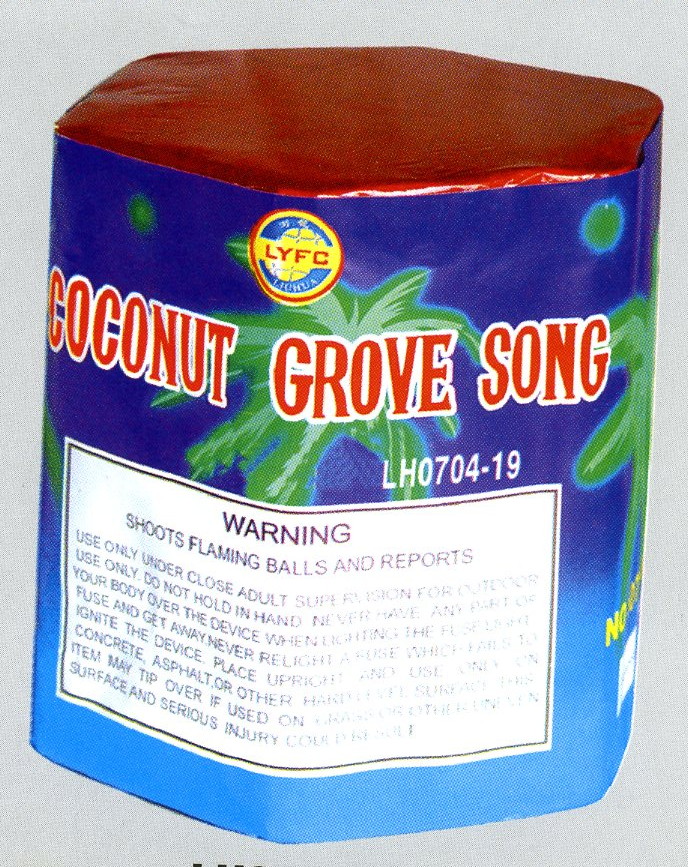 LYFC
LIUHUA
COCONUT GROVE SONG
LH0704-19
WARNING
SHOOTS FLAMING BALLS AND REPORTS
USE ONLY UNDER CLOSE ADULT SUPERVISION FOR OUTDOOR
USE ONLY. DO NOT HOLD IN HAND. NEVER HAVE ANY PART OF
YOUR BODY OVER THE DEVICE WHEN LIGHTING THE FUSE. LIGHT
FUSE AND GET AWAY.NEVER RELIGHT A FUSE WHICH FAILS TO
IGNITE THE DEVICE. PLACE UPRIGHT AND USE ONLY ON
CONCRETE, ASPHALT,OR OTHER HARD LEVEL SURFACE. THIS
ITEM MAY TIP OVER IF USED ON GRASS OR OTHER UNEVEN
SURFACE AND SERIOUS INJURY COULD RESULT.